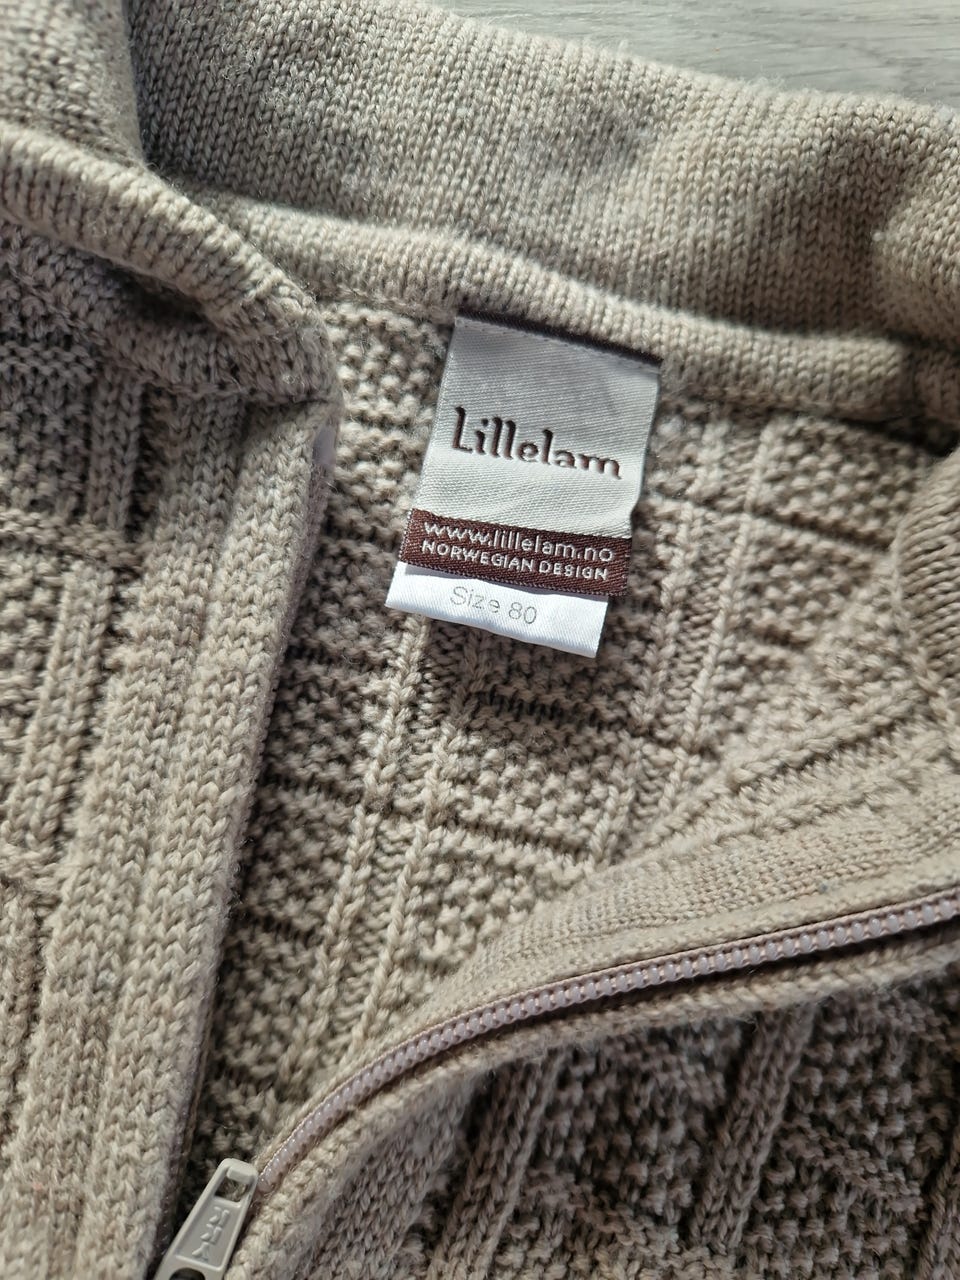 Lillelam
www.lillelam.no
NORWEGIAN DESIGN
Size 80